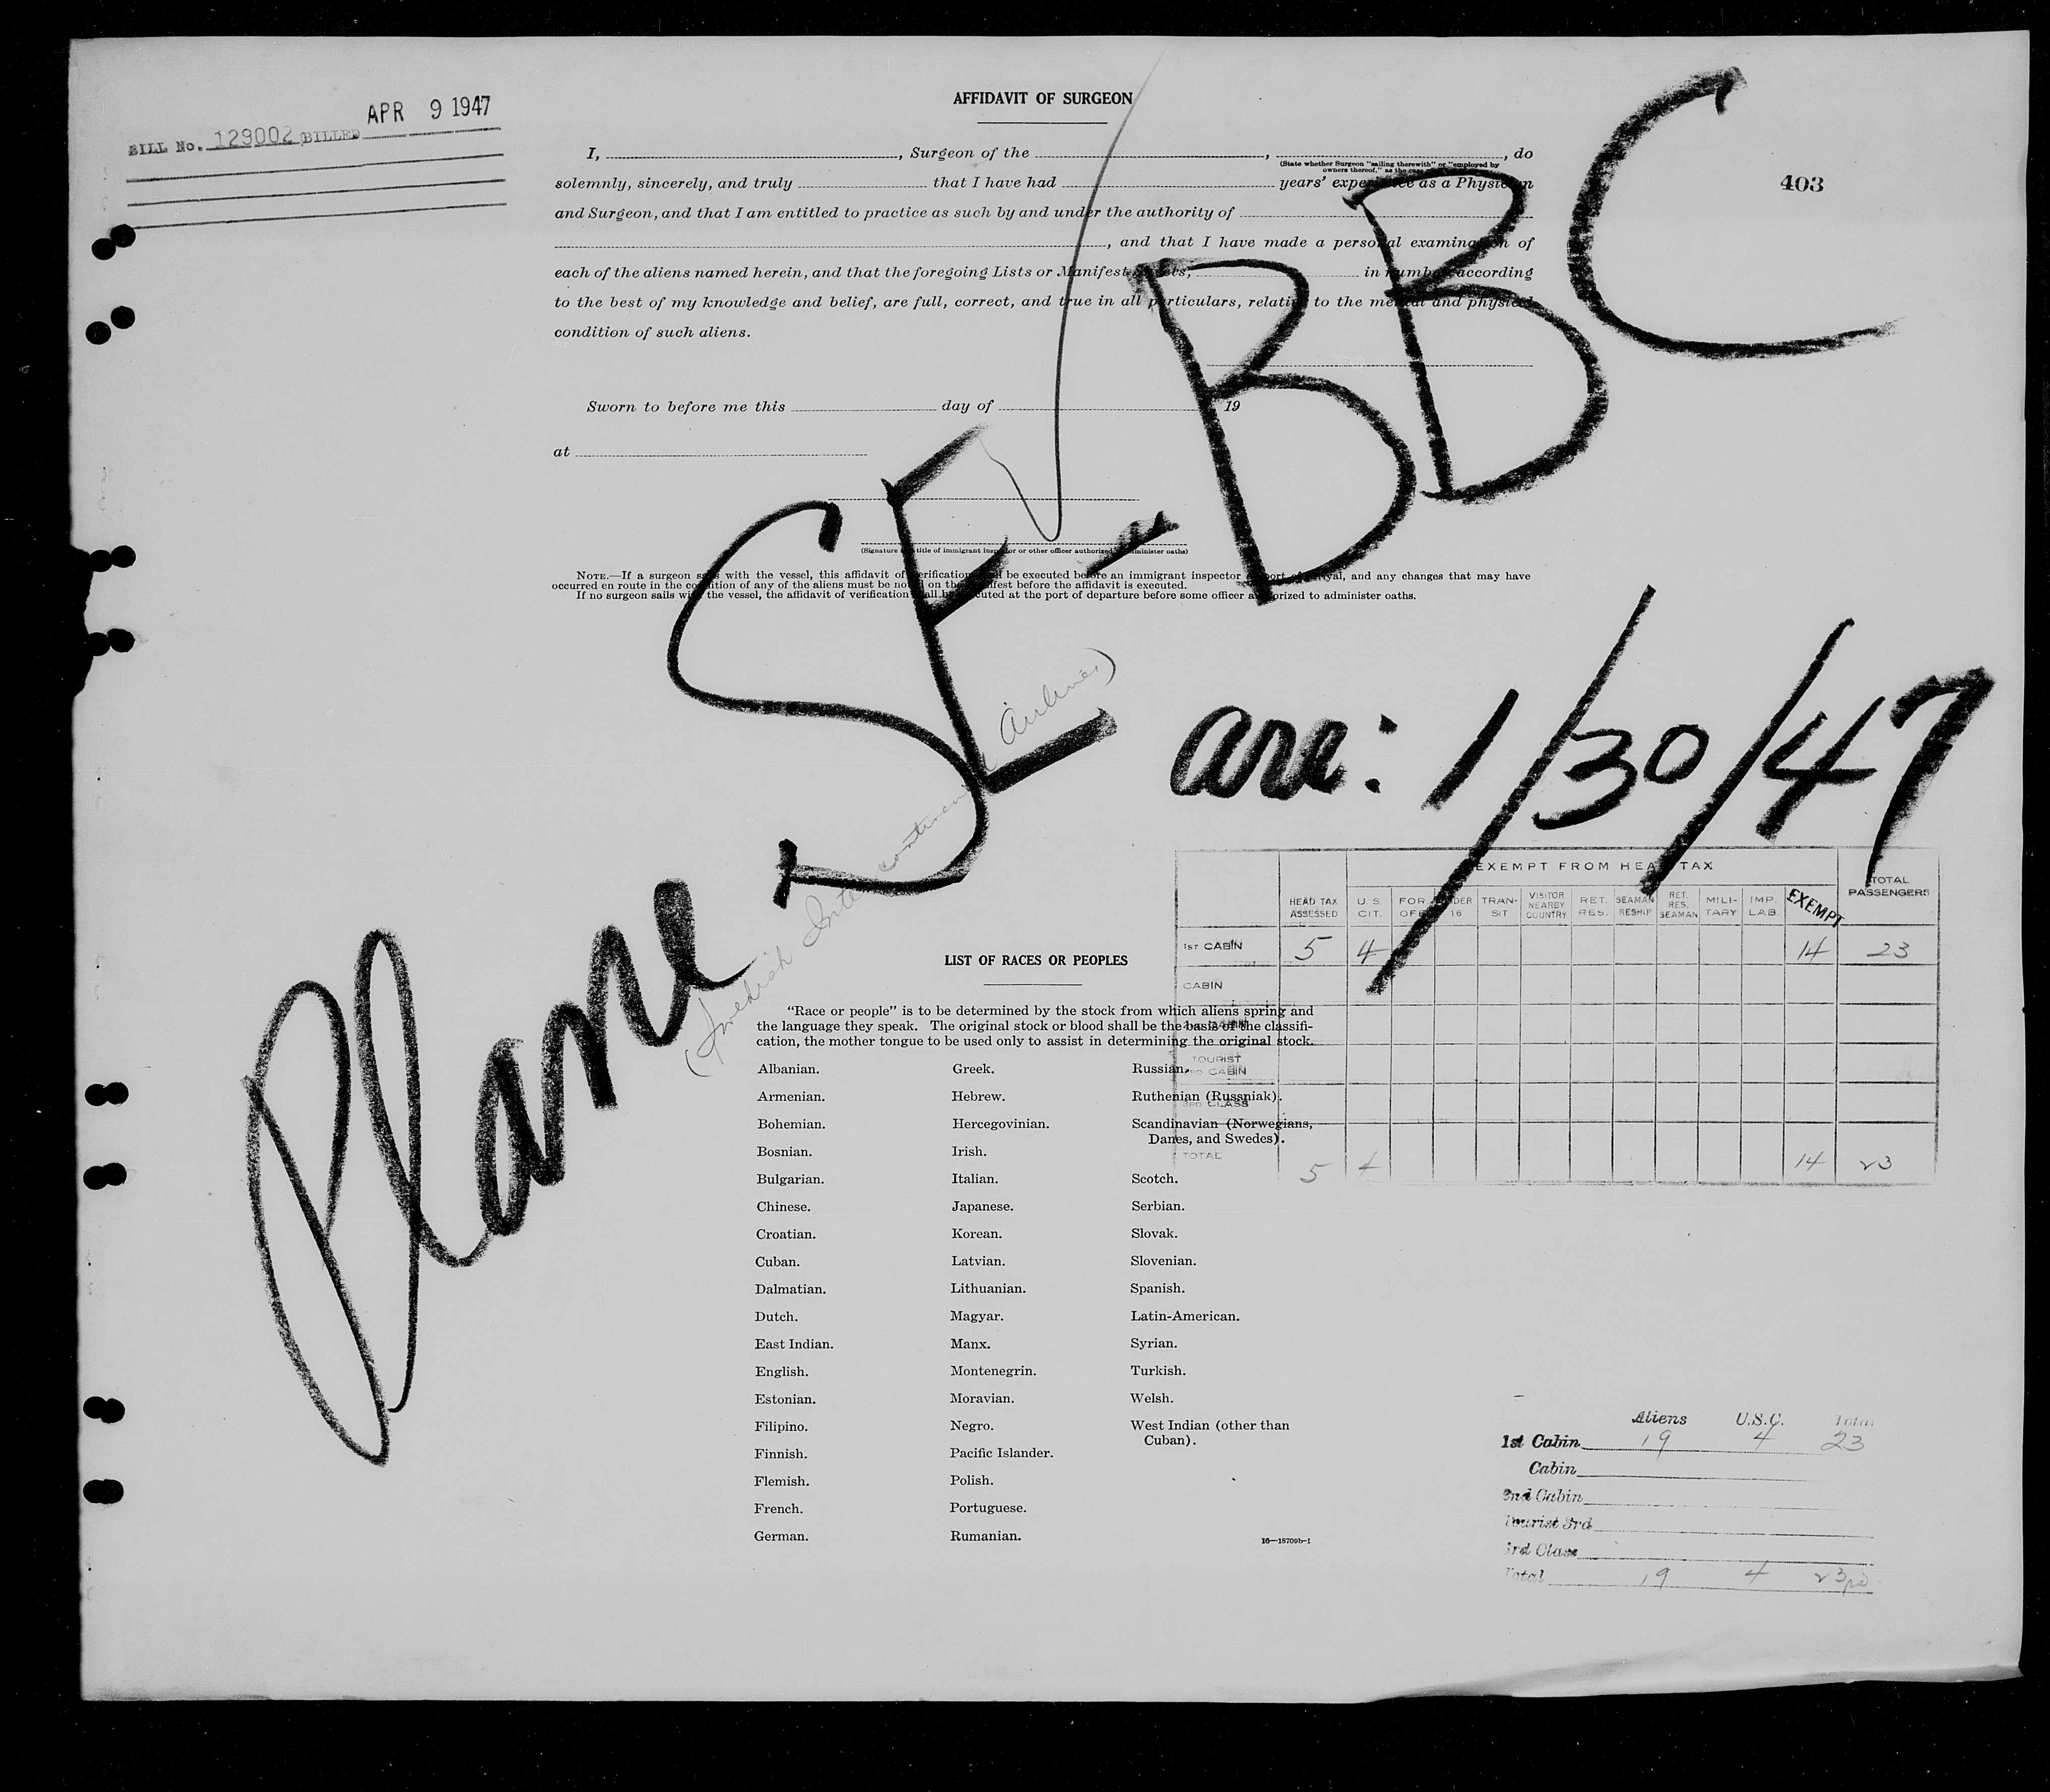 APR 9 1947
BILL No. 129002 BILLED
403
AFFIDAVIT OF SURGEON
I, , Surgeon of the , , do
(State whether Surgeon "sailing therewith" or "employed by
owners thereof," as the case
solemnly, sincerely, and truly that I have had years' experience as a Physician
and Surgeon, and that I am entitled to practice as such by and under the authority of
, and that I have made a personal examination of
each of the aliens named herein, and that the foregoing Lists or Manifest Sheets, in number, according
to the best of my knowledge and belief, are full, correct, and true in all particulars, relative to the mental and physical
condition of such aliens.
Sworn to before me this day of 19
at
(Signature and title of immigrant inspector or other officer authorized to administer oaths)
NOTE.—If a surgeon sails with the vessel, this affidavit of verification shall be executed before an immigrant inspector at port of arrival, and any changes that may have
occurred en route in the condition of any of the aliens must be noted on the manifest before the affidavit is executed.
If no surgeon sails with the vessel, the affidavit of verification shall be executed at the port of departure before some officer authorized to administer oaths.
Plane SE-BBC
(Swedish Intercontinental Airlines)
arr: 1/30/47
EXEMPT FROM HEAD TAX
HEAD TAX ASSESSED U.S. CIT. FOR. OFF. UNDER 16 TRANSIT VISITOR NEARBY COUNTRY RET. RES. SEAMAN RESHIP RET. RES. SEAMAN MILITARY IMP. LAB. EXEMPT TOTAL PASSENGERS
1ST CABIN 5 4 14 23
CABIN
2ND CABIN
TOURIST
3RD CABIN
3RD CLASS
TOTAL 5 4 14 23
LIST OF RACES OR PEOPLES
"Race or people" is to be determined by the stock from which aliens spring and
the language they speak. The original stock or blood shall be the basis of the classifi-
cation, the mother tongue to be used only to assist in determining the original stock.
Albanian. Greek. Russian.
Armenian. Hebrew. Ruthenian (Russniak).
Bohemian. Hercegovinian. Scandinavian (Norwegians,
Danes, and Swedes).
Bosnian. Irish.
Bulgarian. Italian. Scotch.
Chinese. Japanese. Serbian.
Croatian. Korean. Slovak.
Cuban. Latvian. Slovenian.
Dalmatian. Lithuanian. Spanish.
Dutch. Magyar. Latin-American.
East Indian. Manx. Syrian.
English. Montenegrin. Turkish.
Estonian. Moravian. Welsh.
Filipino. Negro. West Indian (other than
Cuban).
Finnish. Pacific Islander.
Flemish. Polish.
French. Portuguese.
German. Rumanian.
16—18709b-1
Aliens U.S.C. Total
1st Cabin 19 4 23
Cabin
2nd Cabin
Tourist 3rd
3rd Class
Total 19 4 23